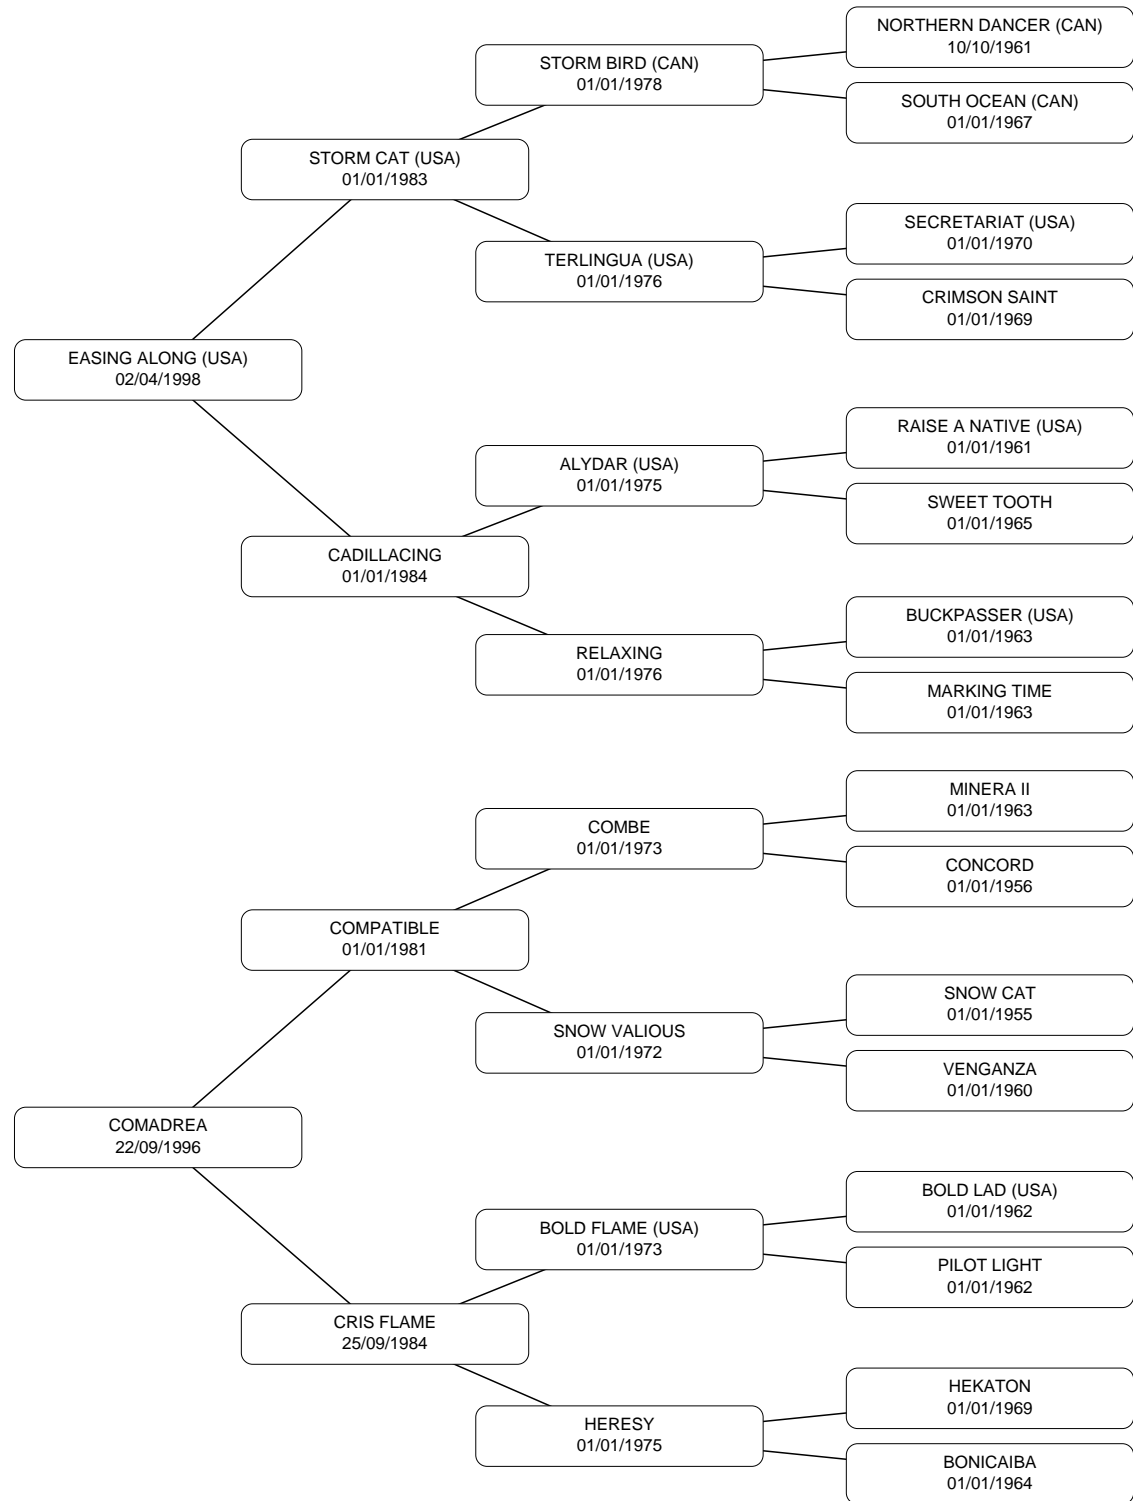 NORTHERN DANCER (CAN)
10/10/1961
STORM BIRD (CAN)
01/01/1978
SOUTH OCEAN (CAN)
01/01/1967
STORM CAT (USA)
01/01/1983
SECRETARIAT (USA)
01/01/1970
TERLINGUA (USA)
01/01/1976
CRIMSON SAINT
01/01/1969
EASING ALONG (USA)
02/04/1998
RAISE A NATIVE (USA)
01/01/1961
ALYDAR (USA)
01/01/1975
SWEET TOOTH
01/01/1965
CADILLACING
01/01/1984
BUCKPASSER (USA)
01/01/1963
RELAXING
01/01/1976
MARKING TIME
01/01/1963
MINERA II
01/01/1963
COMBE
01/01/1973
CONCORD
01/01/1956
COMPATIBLE
01/01/1981
SNOW CAT
01/01/1955
SNOW VALIOUS
01/01/1972
VENGANZA
01/01/1960
COMADREA
22/09/1996
BOLD LAD (USA)
01/01/1962
BOLD FLAME (USA)
01/01/1973
PILOT LIGHT
01/01/1962
CRIS FLAME
25/09/1984
HEKATON
01/01/1969
HERESY
01/01/1975
BONICAIBA
01/01/1964